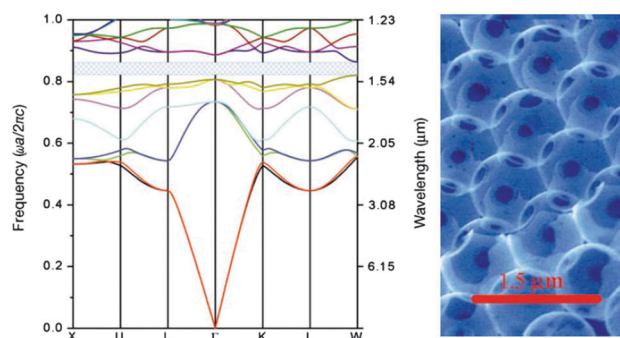 Frequency (ωa/2πc)
1.0
0.8
0.6
0.4
0.2
0.0
X U L Γ K L W
1.23
1.54
2.05
3.08
6.15
Wavelength (μm)
1.5 μm